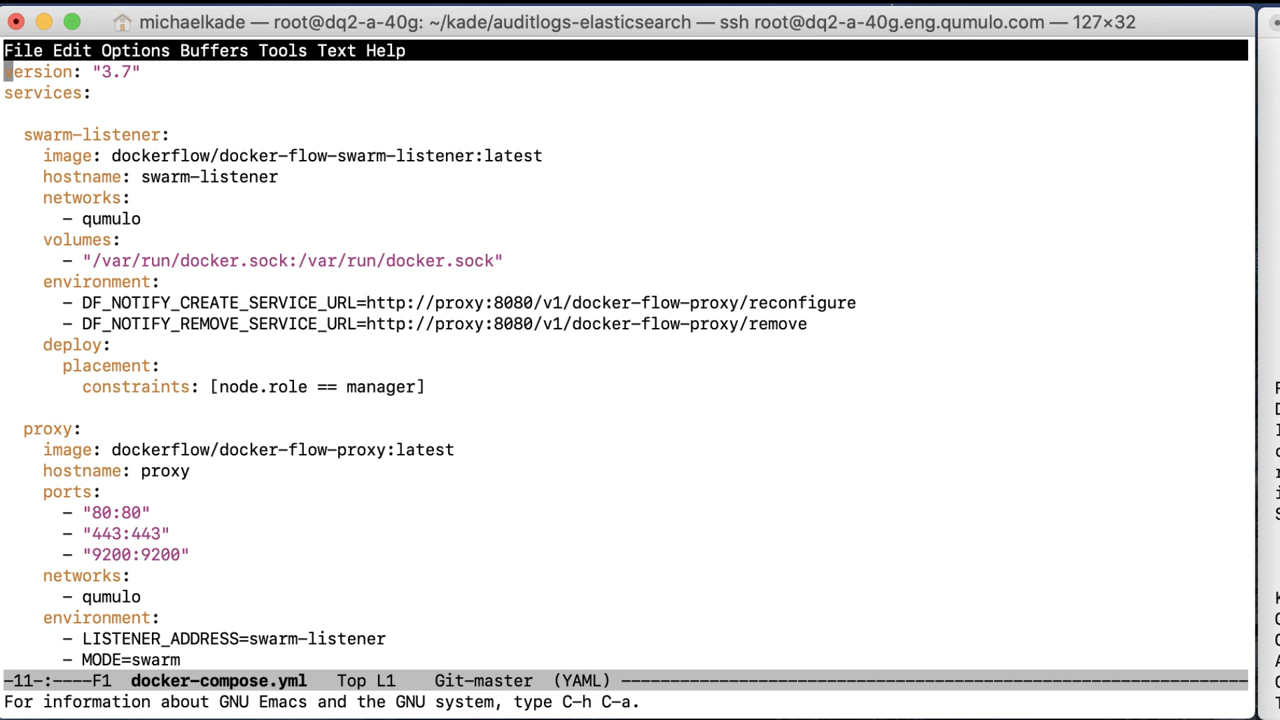 michaelkade — root@dq2-a-40g: ~/kade/auditlogs-elasticsearch — ssh root@dq2-a-40g.eng.qumulo.com — 127×32
File Edit Options Buffers Tools Text Help
version: "3.7"
services:
swarm-listener:
image: dockerflow/docker-flow-swarm-listener:latest
hostname: swarm-listener
networks:
- qumulo
volumes:
- "/var/run/docker.sock:/var/run/docker.sock"
environment:
- DF_NOTIFY_CREATE_SERVICE_URL=http://proxy:8080/v1/docker-flow-proxy/reconfigure
- DF_NOTIFY_REMOVE_SERVICE_URL=http://proxy:8080/v1/docker-flow-proxy/remove
deploy:
placement:
constraints: [node.role == manager]
proxy:
image: dockerflow/docker-flow-proxy:latest
hostname: proxy
ports:
- "80:80"
- "443:443"
- "9200:9200"
networks:
- qumulo
environment:
- LISTENER_ADDRESS=swarm-listener
- MODE=swarm
-11-:----F1  docker-compose.yml   Top L1    Git-master  (YAML) ----------------------------------------------------------------
For information about GNU Emacs and the GNU system, type C-h C-a.